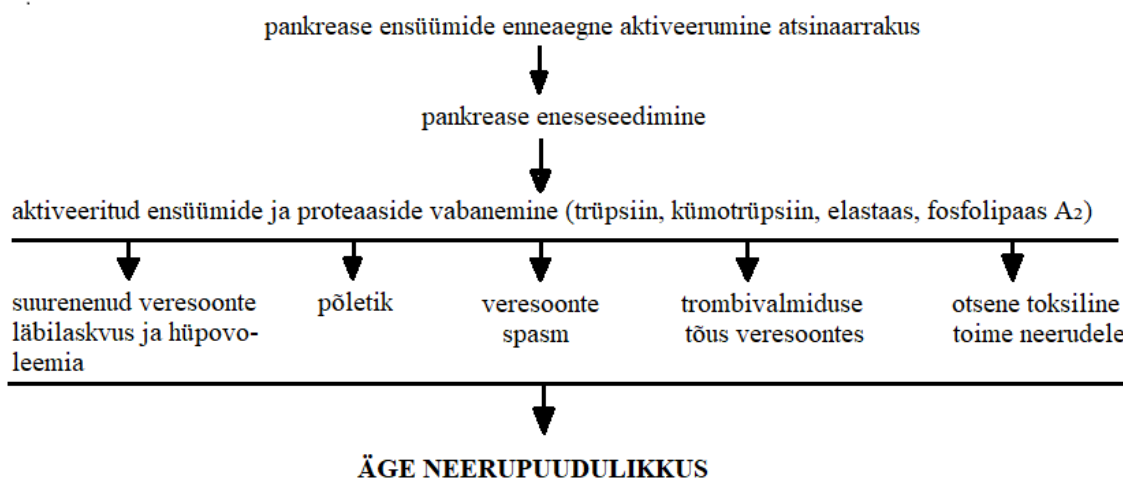 pankrease ensüümide enneaegne aktiveerumine atsinaarrakus
pankrease eneseseedimine
aktiveeritud ensüümide ja proteaaside vabanemine (trüpsiin, kümotrüpsiin, elastaas, fosfolipaas A₂)
suurenenud veresoonte
läbilaskvus ja hüpovo-
leemia
põletik
veresoonte
spasm
trombivalmiduse
tõus veresoontes
otsene toksiline
toime neerudele
ÄGE NEERUPUUDULIKKUS